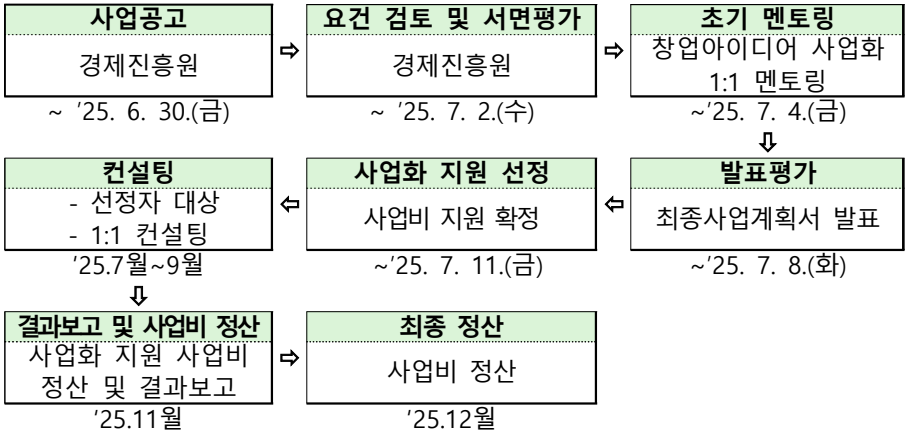 사업공고
경제진흥원
~ '25. 6. 30.(금)
⇨
요건 검토 및 서면평가
경제진흥원
~ '25. 7. 2.(수)
⇨
초기 멘토링
창업아이디어 사업화
1:1 멘토링
~'25. 7. 4.(금)
⇩
발표평가
최종사업계획서 발표
~'25. 7. 8.(화)
⇦
사업화 지원 선정
사업비 지원 확정
~'25. 7. 11.(금)
⇦
컨설팅
- 선정자 대상
- 1:1 컨설팅
'25.7월~9월
⇩
결과보고 및 사업비 정산
사업화 지원 사업비
정산 및 결과보고
'25.11월
⇨
최종 정산
사업비 정산
'25.12월